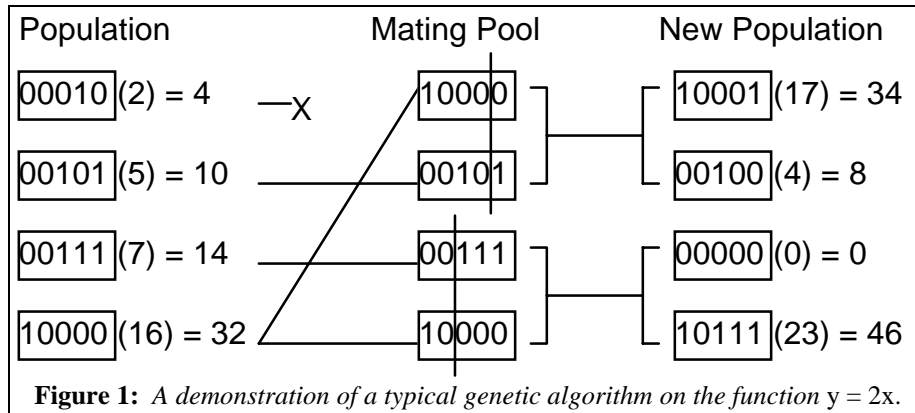 Population Mating Pool New Population
00010 (2) = 4 X 10000 10001 (17) = 34
00101 (5) = 10 00101 00100 (4) = 8
00111 (7) = 14 00111 00000 (0) = 0
10000 (16) = 32 10000 10111 (23) = 46
Figure 1: A demonstration of a typical genetic algorithm on the function y = 2x.